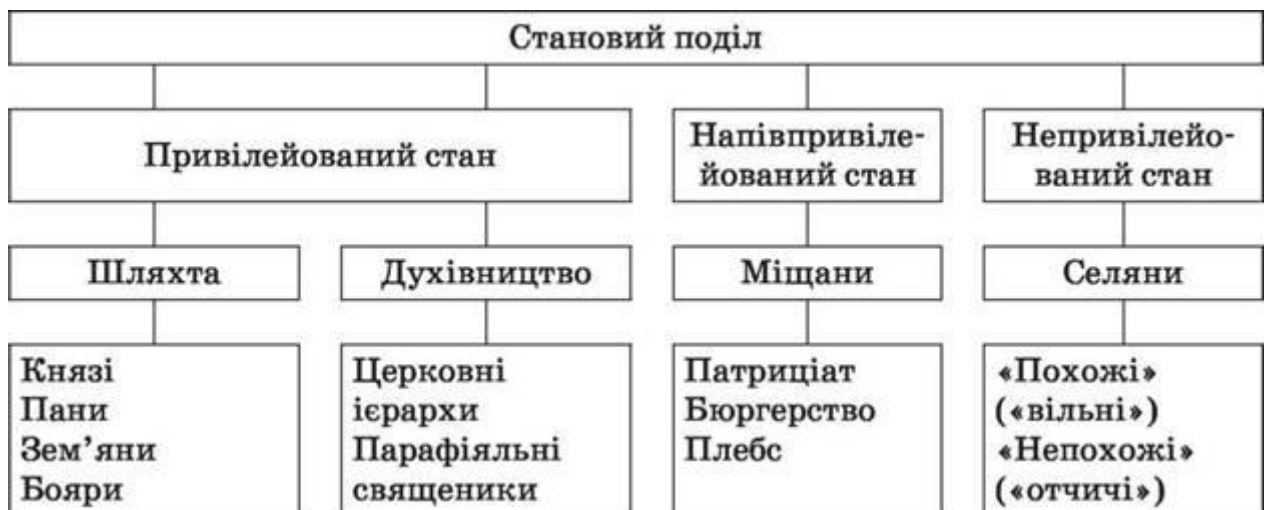 Становий поділ
Привілейований стан
Напівпривіле-
йований стан
Непривілейо-
ваний стан
Шляхта
Духівництво
Міщани
Селяни
Князі
Пани
Зем’яни
Бояри
Церковні
ієрархи
Парафіяльні
священики
Патриціат
Бюргерство
Плебс
«Похожі»
(«вільні»)
«Непохожі»
(«отчичі»)